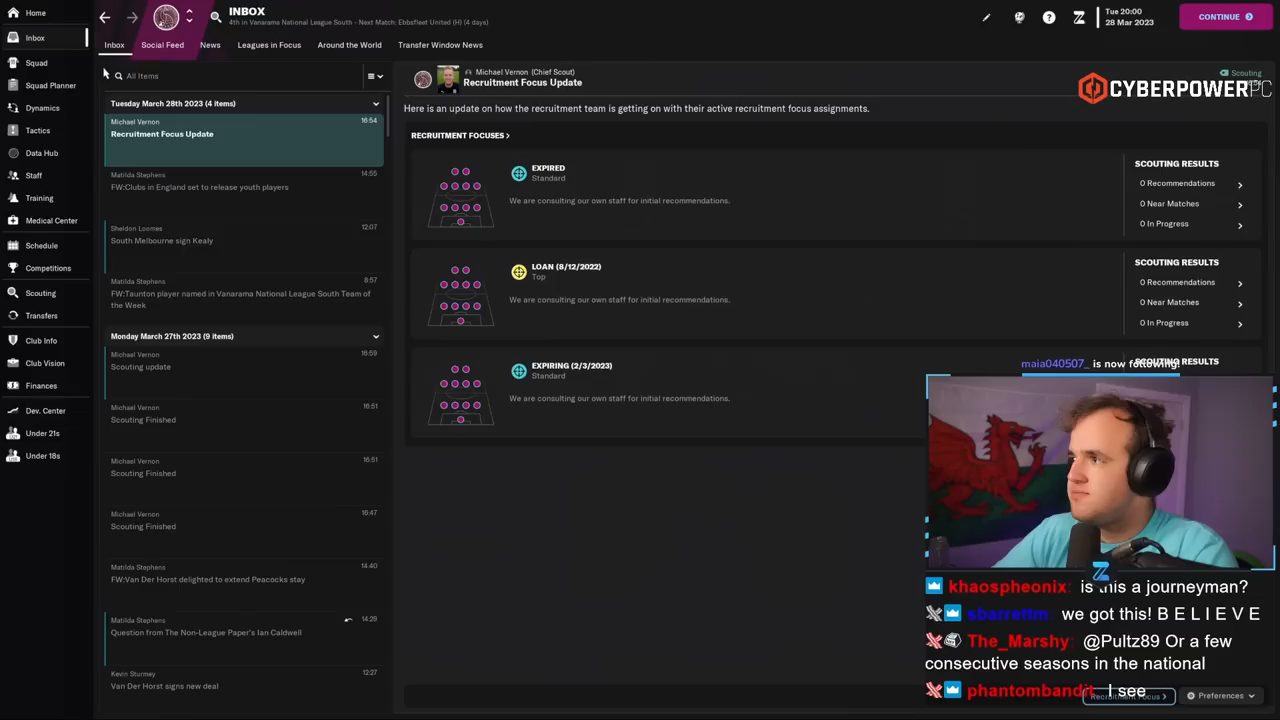 Home
Inbox
Squad
Squad Planner
Dynamics
Tactics
Data Hub
Staff
Training
Medical Center
Schedule
Competitions
Scouting
Transfers
Club Info
Club Vision
Finances
Dev. Center
Under 21s
Under 18s
INBOX
4th in Vanarama National League South - Next Match: Ebbsfleet United (H) (4 days)
Tue 20:00
28 Mar 2023
CONTINUE
Inbox
Social Feed
News
Leagues in Focus
Around the World
Transfer Window News
All Items
Tuesday March 28th 2023 (4 items)
Michael Vernon 16:54
Recruitment Focus Update
Matilda Stephens 14:55
FW:Clubs in England set to release youth players
Sheldon Loomes 12:07
South Melbourne sign Kealy
Matilda Stephens 8:57
FW:Taunton player named in Vanarama National League South Team of
the Week
Monday March 27th 2023 (9 items)
Michael Vernon 16:59
Scouting update
Michael Vernon 16:51
Scouting Finished
Michael Vernon 16:51
Scouting Finished
Michael Vernon 16:47
Scouting Finished
Matilda Stephens 14:40
FW:Van Der Horst delighted to extend Peacocks stay
Matilda Stephens 14:29
Question from The Non-League Paper's Ian Caldwell
Kevin Sturmey 12:27
Van Der Horst signs new deal
Michael Vernon (Chief Scout)
Recruitment Focus Update
Scouting
CYBERPOWERPC
Here is an update on how the recruitment team is getting on with their active recruitment focus assignments.
RECRUITMENT FOCUSES >
EXPIRED
Standard
We are consulting our own staff for initial recommendations.
SCOUTING RESULTS
0 Recommendations
0 Near Matches
0 In Progress
LOAN (8/12/2022)
Top
We are consulting our own staff for initial recommendations.
SCOUTING RESULTS
0 Recommendations
0 Near Matches
0 In Progress
EXPIRING (2/3/2023)
Standard
We are consulting our own staff for initial recommendations.
SCOUTING RESULTS
maia040507_ is now following!
khaospheonix: is this a journeyman?
sbarrettm: we got this! B E L I E V E
The_Marshy: @Pultz89 Or a few
consecutive seasons in the national
phantombandit: I see
Recruitment Focus >
Preferences